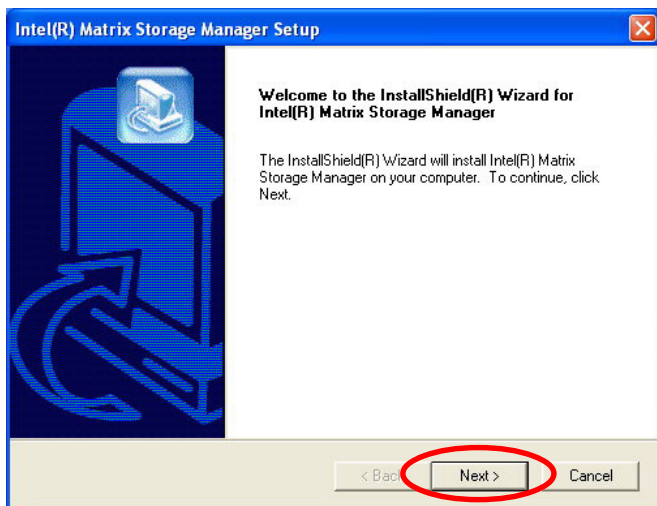 Intel(R) Matrix Storage Manager Setup
Welcome to the InstallShield(R) Wizard for
Intel(R) Matrix Storage Manager
The InstallShield(R) Wizard will install Intel(R) Matrix
Storage Manager on your computer. To continue, click
Next.
< Back Next > Cancel